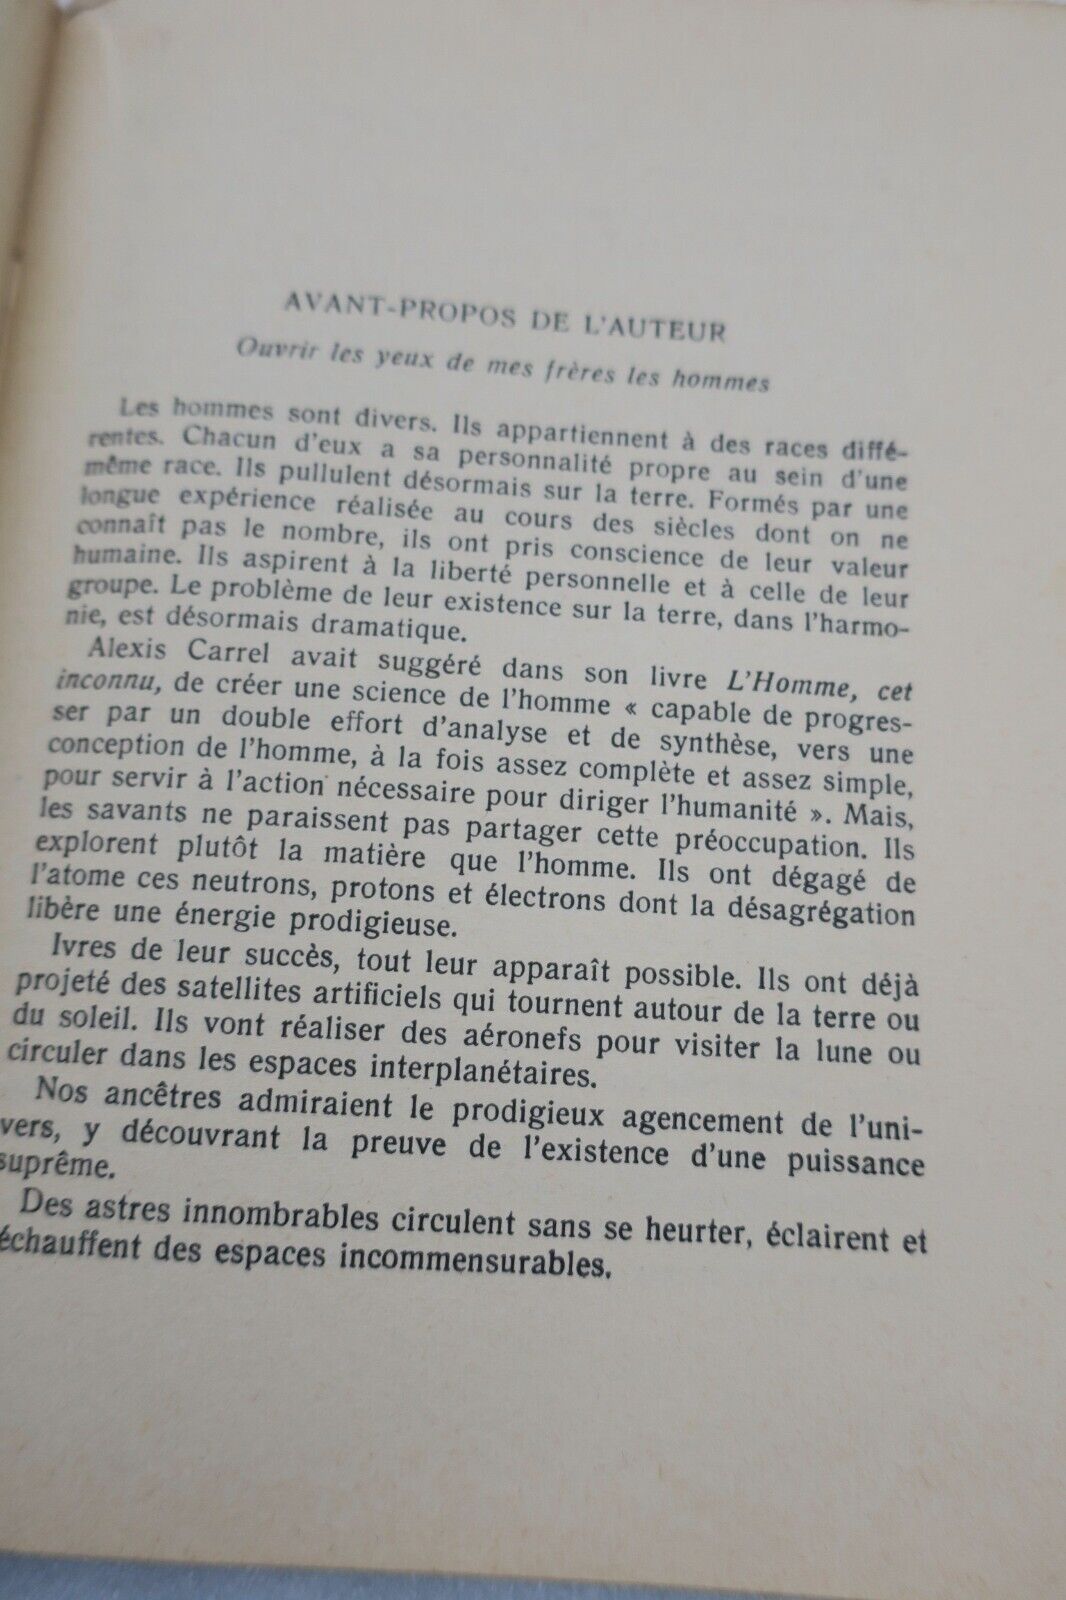 AVANT-PROPOS DE L'AUTEUR
Ouvrir les yeux de mes frères les hommes
Les hommes sont divers. Ils appartiennent à des races diffé-
rentes. Chacun d'eux a sa personnalité propre au sein d'une
même race. Ils pullulent désormais sur la terre. Formés par une
longue expérience réalisée au cours des siècles dont on ne
connaît pas le nombre, ils ont pris conscience de leur valeur
humaine. Ils aspirent à la liberté personnelle et à celle de leur
groupe. Le problème de leur existence sur la terre, dans l'harmo-
nie, est désormais dramatique.
Alexis Carrel avait suggéré dans son livre L'Homme, cet
inconnu, de créer une science de l'homme « capable de progres-
ser par un double effort d'analyse et de synthèse, vers une
conception de l'homme, à la fois assez complète et assez simple,
pour servir à l'action nécessaire pour diriger l'humanité ». Mais,
les savants ne paraissent pas partager cette préoccupation. Ils
explorent plutôt la matière que l'homme. Ils ont dégagé de
l'atome ces neutrons, protons et électrons dont la désagrégation
libère une énergie prodigieuse.
Ivres de leur succès, tout leur apparaît possible. Ils ont déjà
projeté des satellites artificiels qui tournent autour de la terre ou
du soleil. Ils vont réaliser des aéronefs pour visiter la lune ou
circuler dans les espaces interplanétaires.
Nos ancêtres admiraient le prodigieux agencement de l'uni-
vers, y découvrant la preuve de l'existence d'une puissance
suprême.
Des astres innombrables circulent sans se heurter, éclairent et
échauffent des espaces incommensurables.